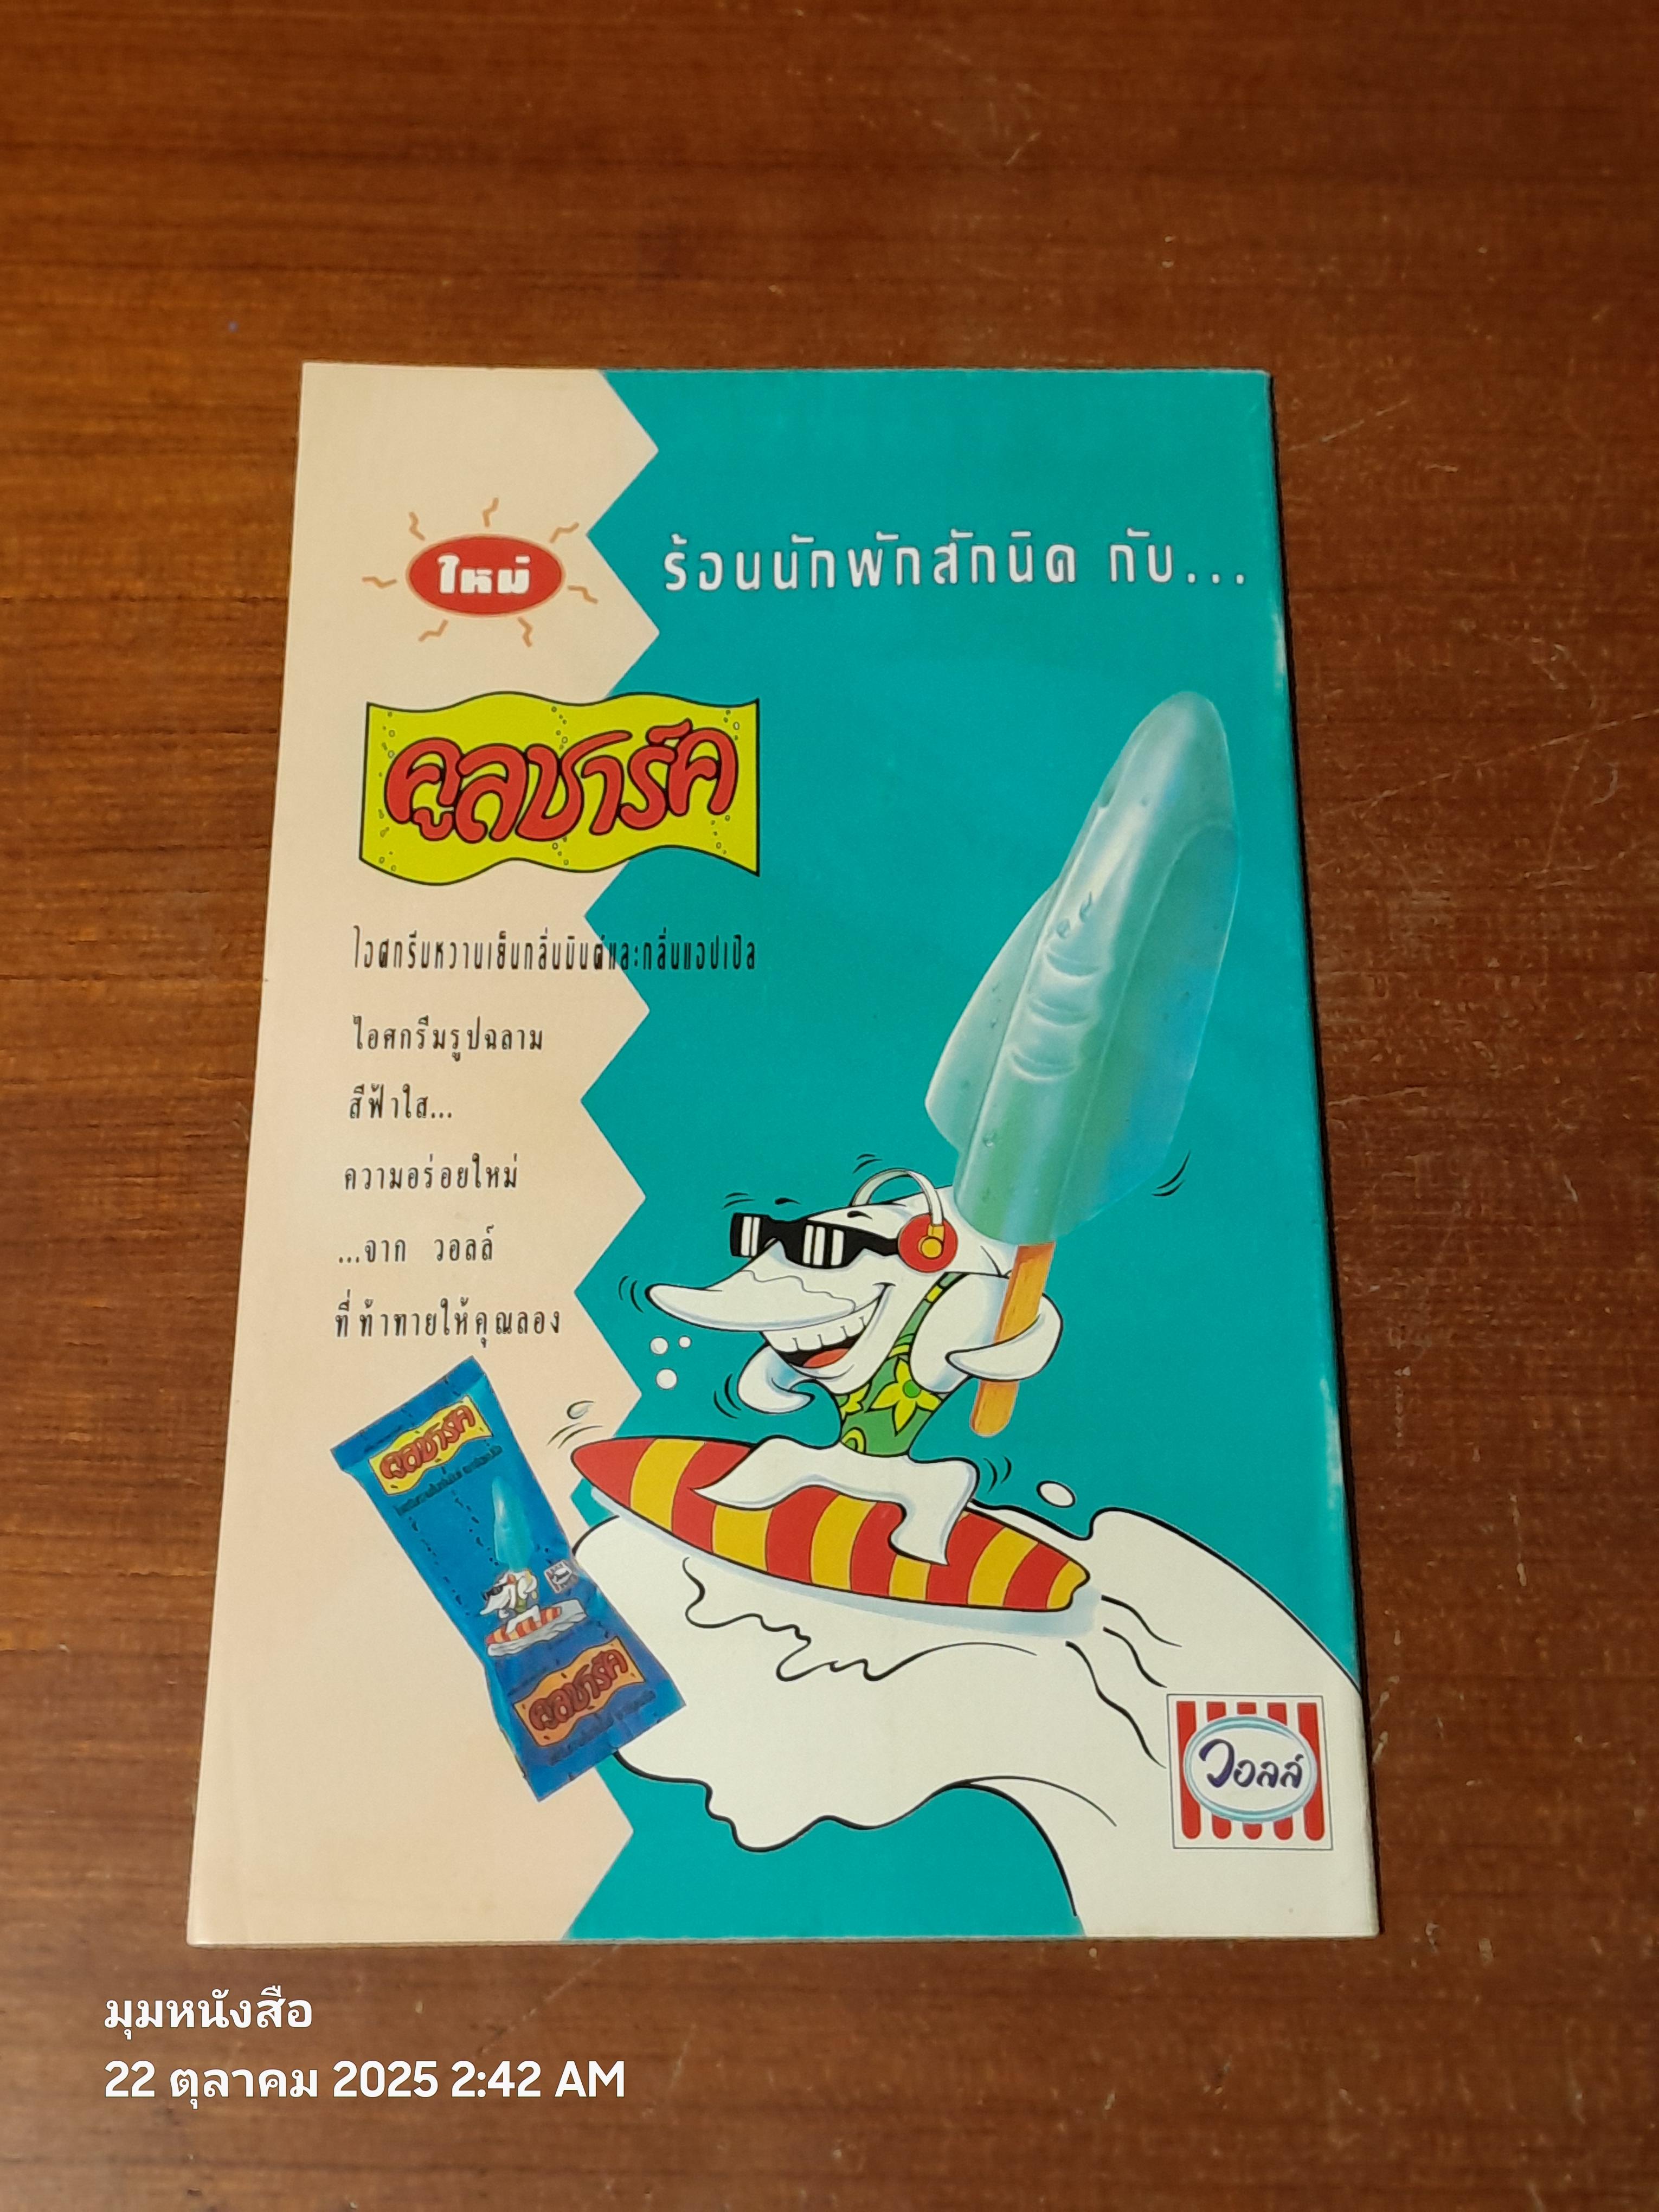 ใหม่
ร้อนนักพักสักนิด กับ...
คูลชาร์ค
ไอศกรีมหวานเย็นกลิ่นมินต์และกลิ่นแอปเปิล
ไอศกรีมรูปฉลาม
สีฟ้าใส...
ความอร่อยใหม่
...จาก วอลล์
ที่ท้าทายให้คุณลอง
คูลชาร์ค
คูลชาร์ค
วอลล์
มุมหนังสือ
22 ตุลาคม 2025 2:42 AM